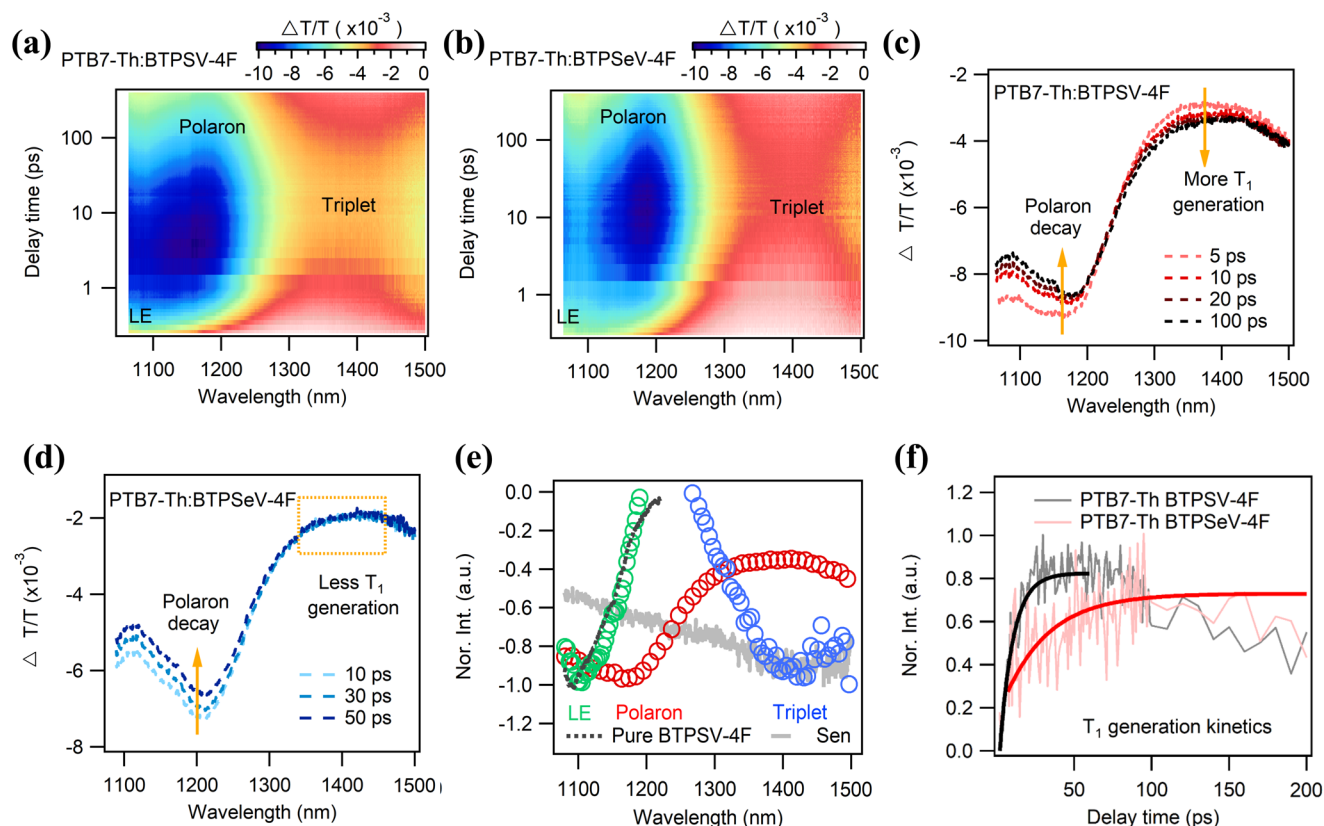 (a)
△T/T ( x10⁻³ )
PTB7-Th:BTPSV-4F
-10 -8 -6 -4 -2 0
Delay time (ps)
100
10
1
Polaron
Triplet
LE
1100 1200 1300 1400 1500
Wavelength (nm)
(b)
△T/T ( x10⁻³ )
PTB7-Th:BTPSeV-4F
-10 -8 -6 -4 -2 0
Delay time (ps)
100
10
1
Polaron
Triplet
LE
1100 1200 1300 1400 1500
Wavelength (nm)
(c)
△ T/T (x10⁻³)
-2
-4
-6
-8
-10
PTB7-Th:BTPSV-4F
More T₁
generation
Polaron
decay
5 ps
10 ps
20 ps
100 ps
1100 1200 1300 1400 1500
Wavelength (nm)
(d)
△ T/T (x10⁻³)
-2
-4
-6
-8
PTB7-Th:BTPSeV-4F
Less T₁
generation
Polaron
decay
10 ps
30 ps
50 ps
1100 1200 1300 1400 1500
Wavelength (nm)
(e)
Nor. Int. (a.u.)
0.0
-0.2
-0.4
-0.6
-0.8
-1.0
-1.2
LE Polaron Triplet
Pure BTPSV-4F Sen
1100 1200 1300 1400 1500
Wavelength (nm)
(f)
Nor. Int. (a.u.)
1.2
1.0
0.8
0.6
0.4
0.2
0.0
PTB7-Th BTPSV-4F
PTB7-Th BTPSeV-4F
T₁ generation kinetics
50 100 150 200
Delay time (ps)